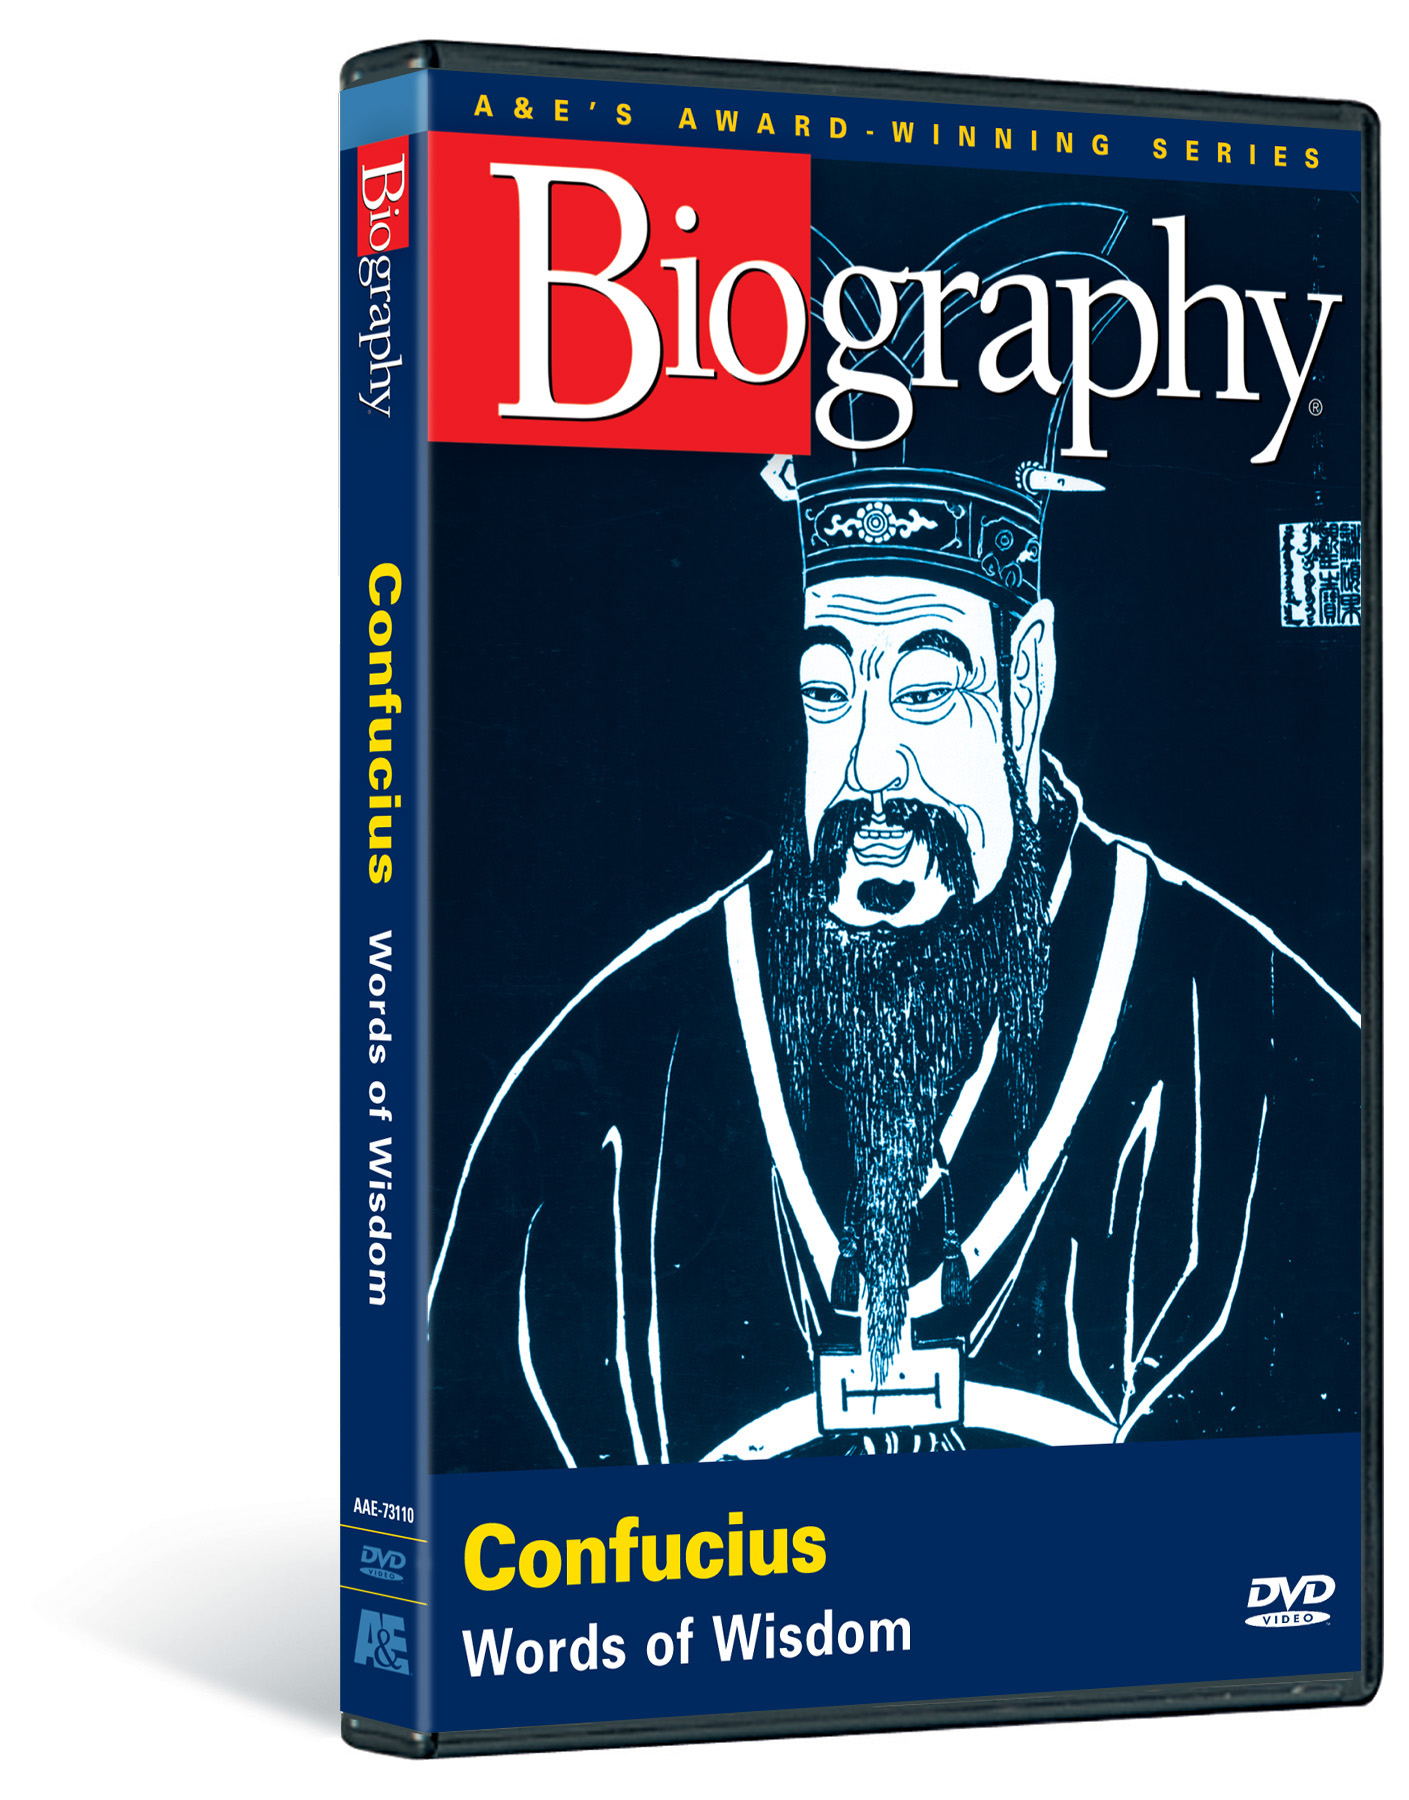 A&E'S AWARD-WINNING SERIES
Biography®
Confucius
Words of Wisdom
DVD
VIDEO
Biography
Confucius Words of Wisdom
AAE-73110
DVD
VIDEO
A&E